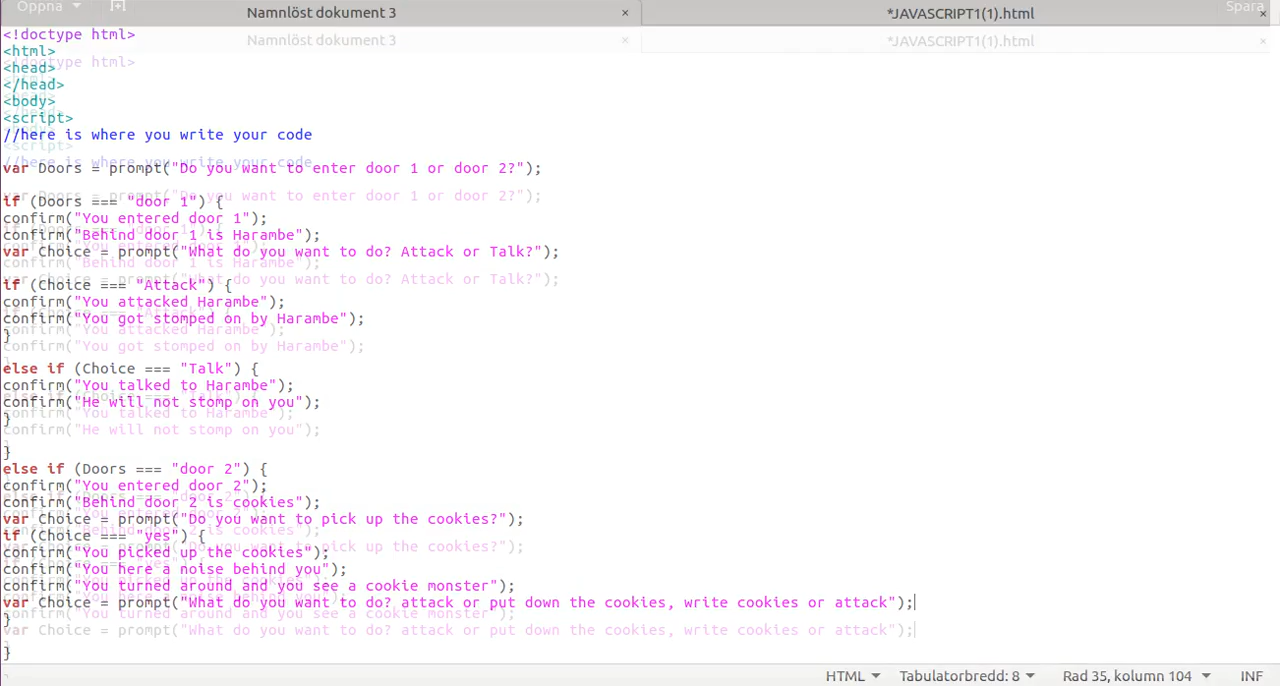 Öppna
Namnlöst dokument 3 ×
*JAVASCRIPT1(1).html ×
Spara
<!doctype html>
<html>
<head>
</head>
<body>
<script>
//here is where you write your code
var Doors = prompt("Do you want to enter door 1 or door 2?");
if (Doors === "door 1") {
confirm("You entered door 1");
confirm("Behind door 1 is Harambe");
var Choice = prompt("What do you want to do? Attack or Talk?");
if (Choice === "Attack") {
confirm("You attacked Harambe");
confirm("You got stomped on by Harambe");
}
else if (Choice === "Talk") {
confirm("You talked to Harambe");
confirm("He will not stomp on you");
}
}
else if (Doors === "door 2") {
confirm("You entered door 2");
confirm("Behind door 2 is cookies");
var Choice = prompt("Do you want to pick up the cookies?");
if (Choice === "yes") {
confirm("You picked up the cookies");
confirm("You here a noise behind you");
confirm("You turned around and you see a cookie monster");
var Choice = prompt("What do you want to do? attack or put down the cookies, write cookies or attack");
}
}
HTML Tabulatorbredd: 8 Rad 35, kolumn 104 INF